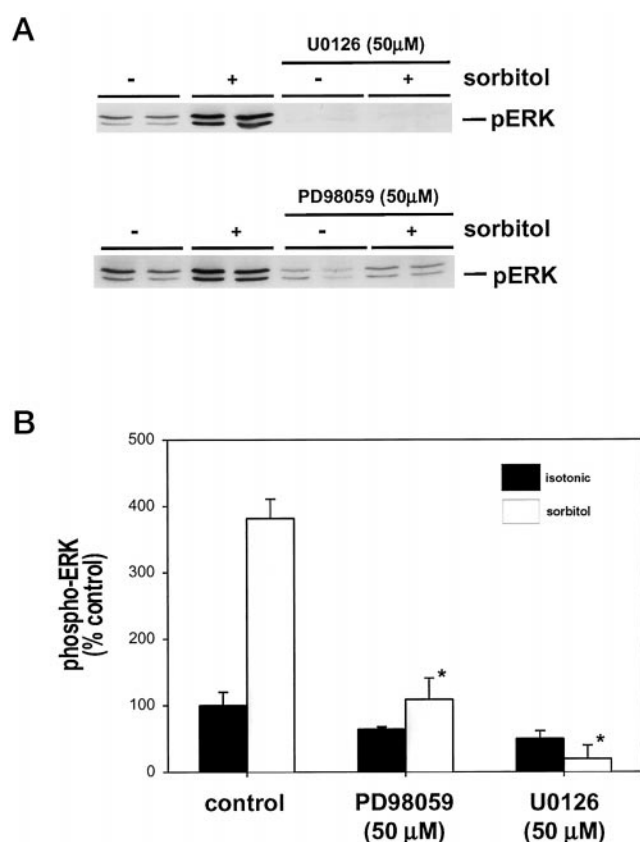 A
U0126 (50μM)
- + - + sorbitol
pERK
PD98059 (50μM)
- + - + sorbitol
pERK
B
500
400
300
200
100
0
phospho-ERK
(% control)
isotonic
sorbitol
*
*
control PD98059 U0126
(50 μM) (50 μM)